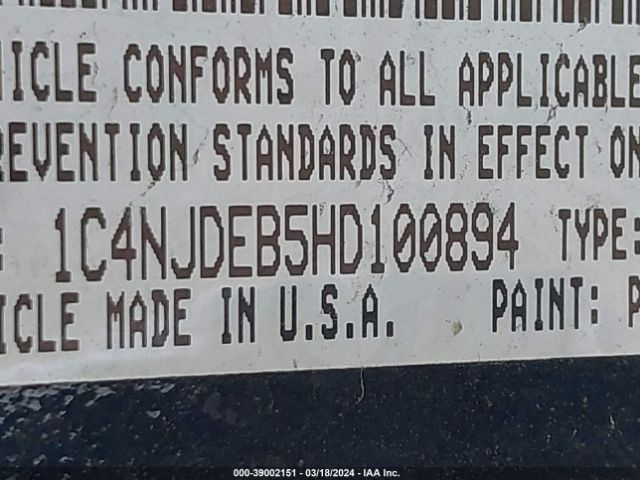 HICLE CONFORMS TO ALL APPLICABLE
REVENTION STANDARDS IN EFFECT ON
: 1C4NJDEB5HD100894 TYPE:
ICLE MADE IN U.S.A. PAINT: P
000-39002151 - 03/18/2024 - IAA Inc.